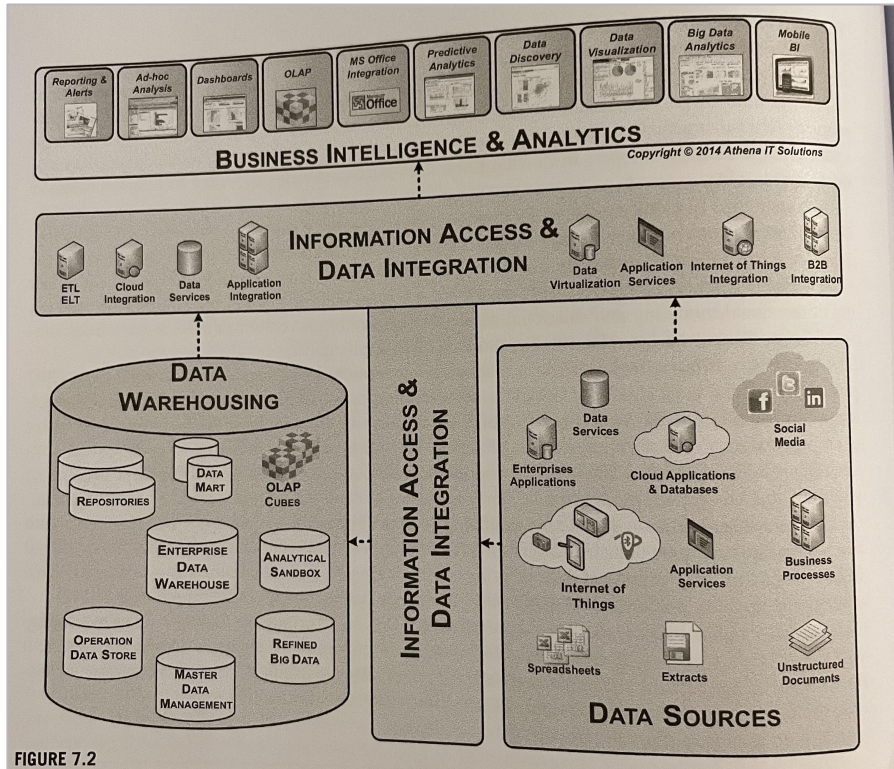 Reporting &
Alerts
Ad-hoc
Analysis
Dashboards
OLAP
MS Office
Integration
Microsoft
Office
Predictive
Analytics
Data
Discovery
Data
Visualization
Big Data
Analytics
Mobile
BI
BUSINESS INTELLIGENCE & ANALYTICS
Copyright © 2014 Athena IT Solutions
INFORMATION ACCESS &
DATA INTEGRATION
ETL
ELT
Cloud
Integration
Data
Services
Application
Integration
Data
Virtualization
Application
Services
Internet of Things
Integration
B2B
Integration
DATA
WAREHOUSING
REPOSITORIES
DATA
MART
OLAP
CUBES
ENTERPRISE
DATA
WAREHOUSE
ANALYTICAL
SANDBOX
OPERATION
DATA STORE
MASTER
DATA
MANAGEMENT
REFINED
BIG DATA
INFORMATION ACCESS &
DATA INTEGRATION
Data
Services
f
in
Social
Media
Enterprises
Applications
Cloud Applications
& Databases
Internet of
Things
Application
Services
Business
Processes
Spreadsheets
Extracts
Unstructured
Documents
DATA SOURCES
FIGURE 7.2